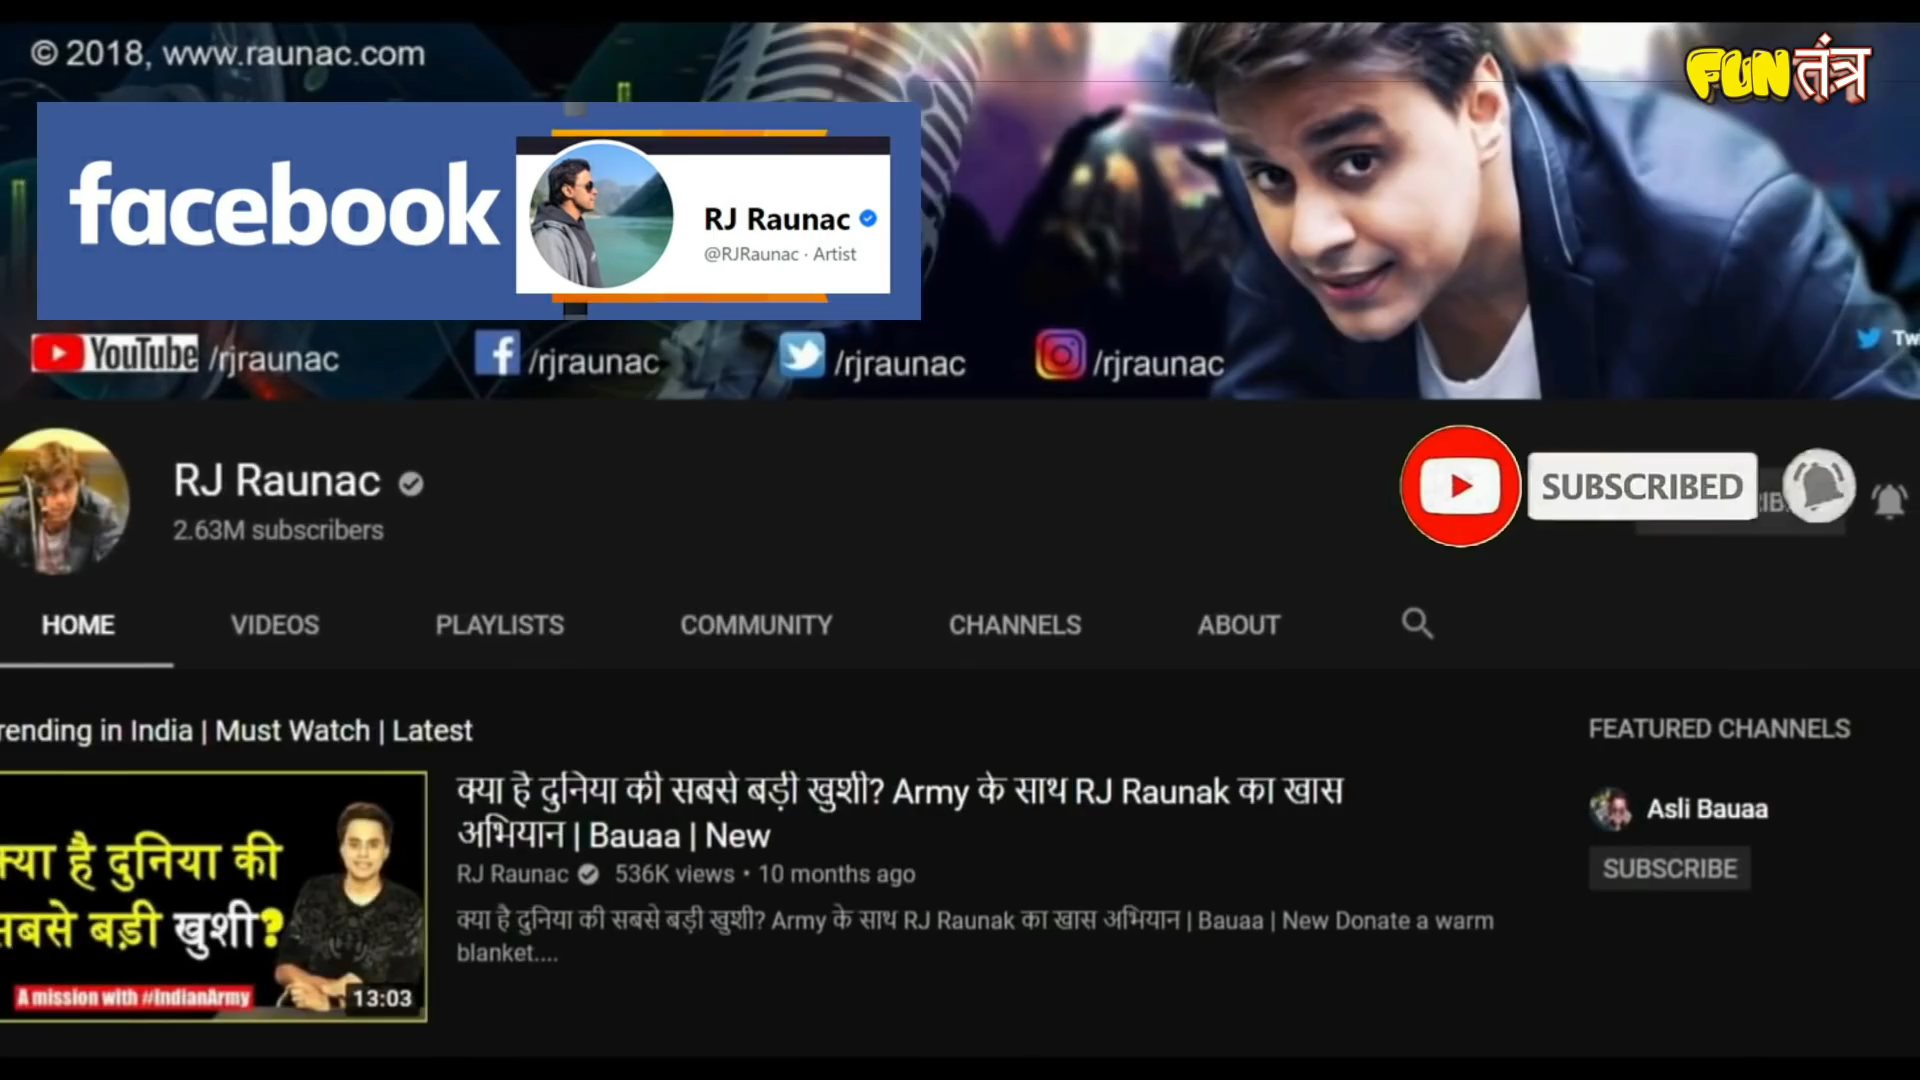 © 2018, www.raunac.com
FUNतंत्र
facebook
RJ Raunac
@RJRaunac · Artist
YouTube /rjraunac
f /rjraunac
/rjraunac
/rjraunac
RJ Raunac
2.63M subscribers
SUBSCRIBED
HOME VIDEOS PLAYLISTS COMMUNITY CHANNELS ABOUT
rending in India | Must Watch | Latest
क्या है दुनिया की सबसे बड़ी खुशी? Army के साथ RJ Raunak का खास
अभियान | Bauaa | New
RJ Raunac 536K views • 10 months ago
क्या है दुनिया की सबसे बड़ी खुशी? Army के साथ RJ Raunak का खास अभियान | Bauaa | New Donate a warm
blanket....
क्या है दुनिया की
सबसे बड़ी खुशी?
A mission with #IndianArmy
13:03
FEATURED CHANNELS
Asli Bauaa
SUBSCRIBE